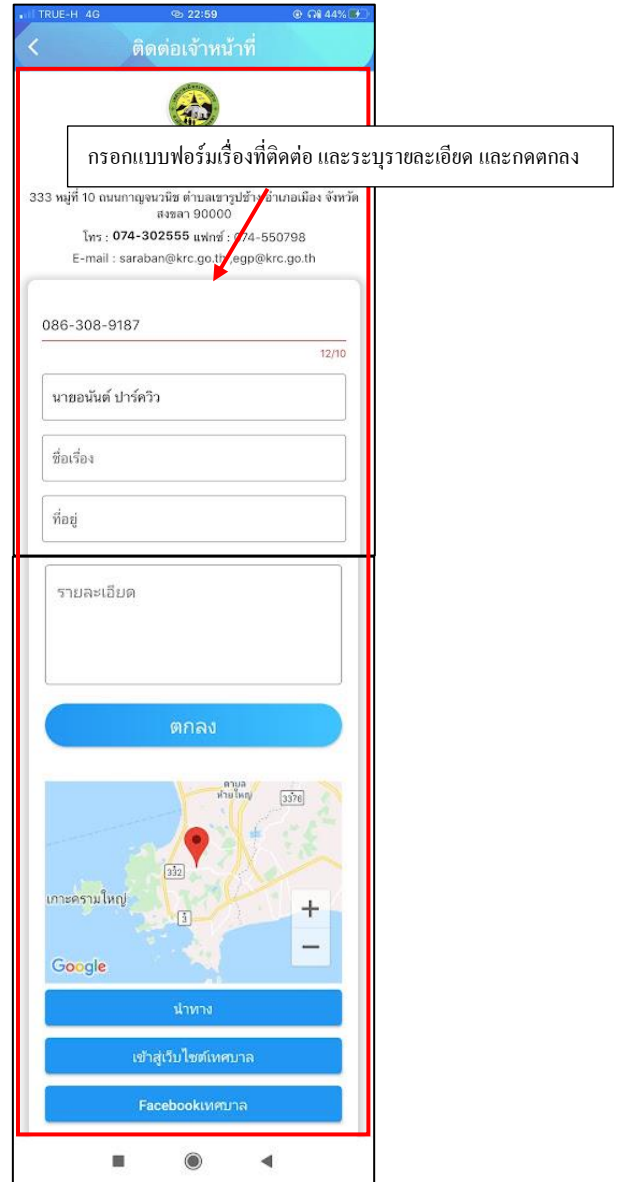 TRUE-H 4G 22:59 44%
ติดต่อเจ้าหน้าที่
กรอกแบบฟอร์มเรื่องที่ติดต่อ และระบุรายละเอียด และกดตกลง
333 หมู่ที่ 10 ถนนกาญจนวนิช ตำบลเขารูปช้าง อำเภอเมือง จังหวัด
สงขลา 90000
โทร : 074-302555 แฟกซ์ : 074-550798
E-mail : saraban@krc.go.th ,egp@krc.go.th
086-308-9187
12/10
นายอนันต์ ปาร์ควิว
ชื่อเรื่อง
ที่อยู่
รายละเอียด
ตกลง
ตำบล
ห้วยใหญ่
3376
332
เกาะครามใหญ่
3
+
−
Google
นำทาง
เข้าสู่เว็บไซต์เทศบาล
Facebookเทศบาล